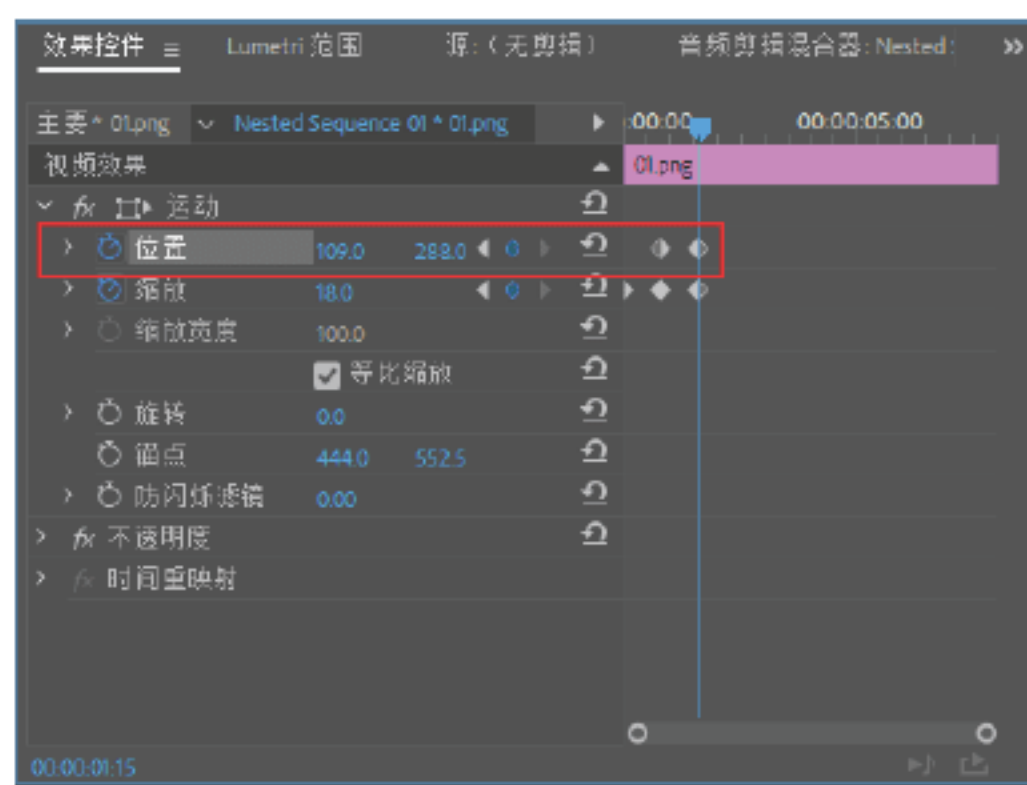 效果控件 ≡ Lumetri 范围 源:（无剪辑） 音频剪辑混合器: Nested
主要 * 01.png Nested Sequence 01 * 01.png :00:00 00:00:05:00
视频效果 01.png
fx 运动
位置 109.0 288.0
缩放 18.0
缩放宽度 100.0
等比缩放
旋转 0.0
锚点 444.0 552.5
防闪烁滤镜 0.00
fx 不透明度
fx 时间重映射
00:00:01:15